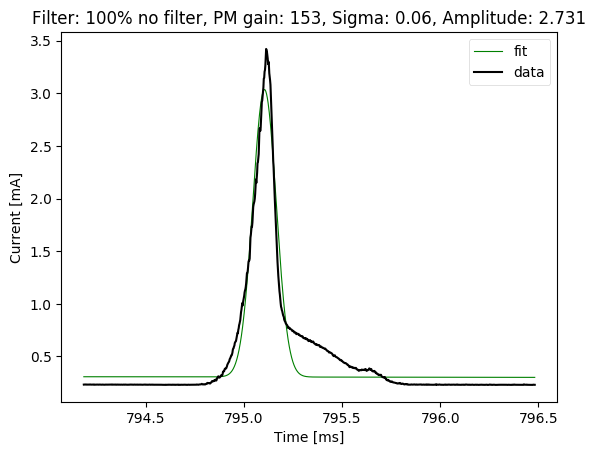 Filter: 100% no filter, PM gain: 153, Sigma: 0.06, Amplitude: 2.731
fit
data
3.5
3.0
2.5
2.0
1.5
1.0
0.5
Current [mA]
794.5 795.0 795.5 796.0 796.5
Time [ms]